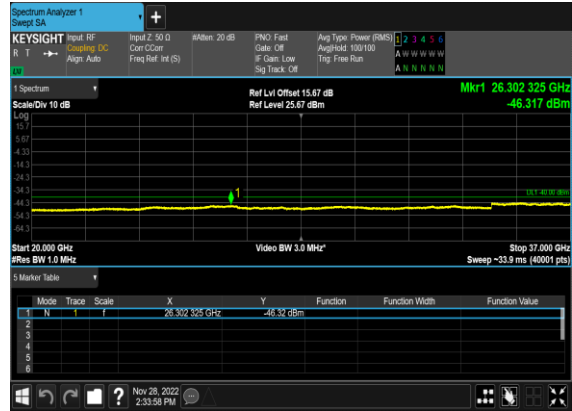 Spectrum Analyzer 1
Swept SA
+
KEYSIGHT Input: RF Input Z: 50 Ω #Atten: 20 dB PNO: Fast Avg Type: Power (RMS) 1 2 3 4 5 6
R T Coupling: DC Corr CCorr Gate: Off Avg|Hold: 100/100 A W W W W W
Align: Auto Freq Ref: Int (S) IF Gain: Low Trig: Free Run
Sig Track: Off A N N N N N
1 Spectrum Ref Lvl Offset 15.67 dB Mkr1 26.302 325 GHz
Scale/Div 10 dB Ref Level 25.67 dBm -46.317 dBm
Log
15.7
5.67
-4.33
-14.3
-24.3
-34.3 1 DL1 -40.00 dBm
-44.3
-54.3
-64.3
Start 20.000 GHz Video BW 3.0 MHz* Stop 37.000 GHz
#Res BW 1.0 MHz Sweep ~33.9 ms (40001 pts)
5 Marker Table
Mode Trace Scale X Y Function Function Width Function Value
1 N 1 f 26.302 325 GHz -46.32 dBm
2
3
4
5
6
? Nov 28, 2022
2:33:58 PM